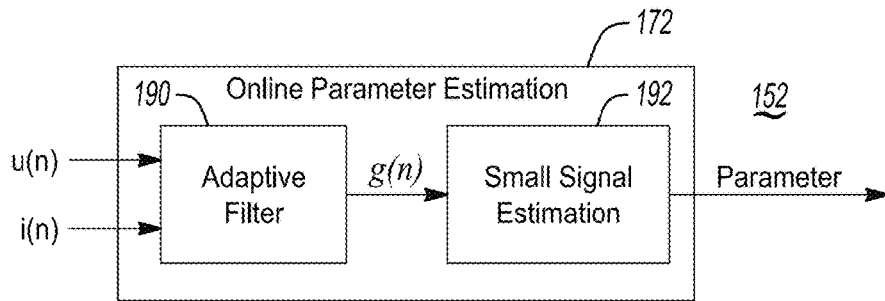 172
Online Parameter Estimation
190
192
152
u(n)
i(n)
Adaptive
Filter
g(n)
Small Signal
Estimation
Parameter